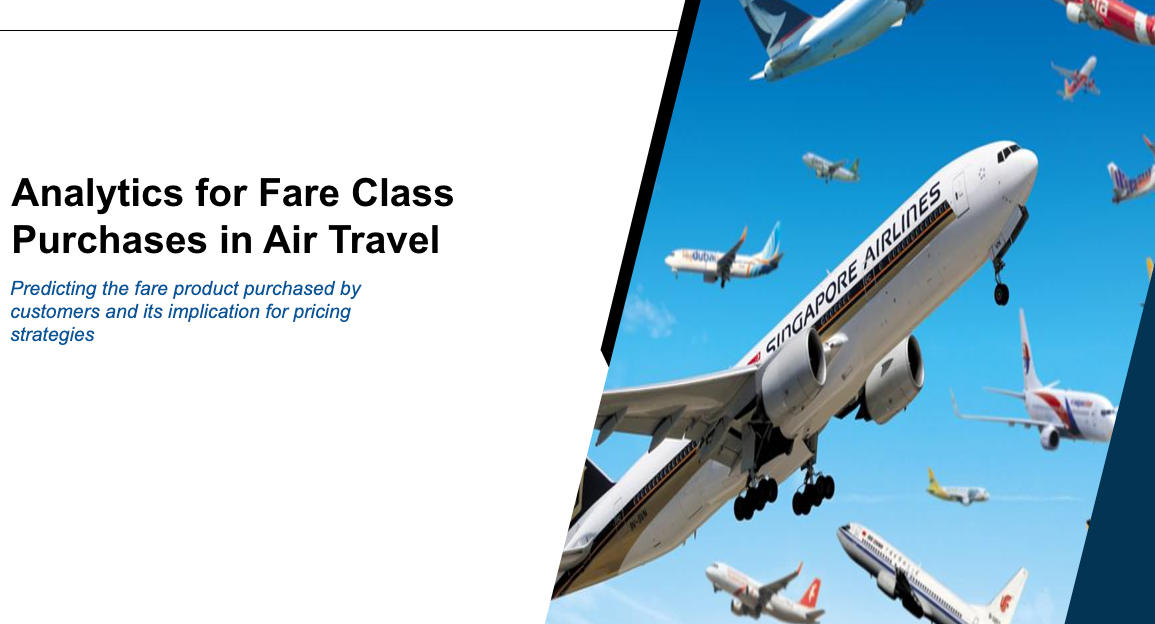 Analytics for Fare Class
Purchases in Air Travel
Predicting the fare product purchased by
customers and its implication for pricing
strategies
SINGAPORE AIRLINES